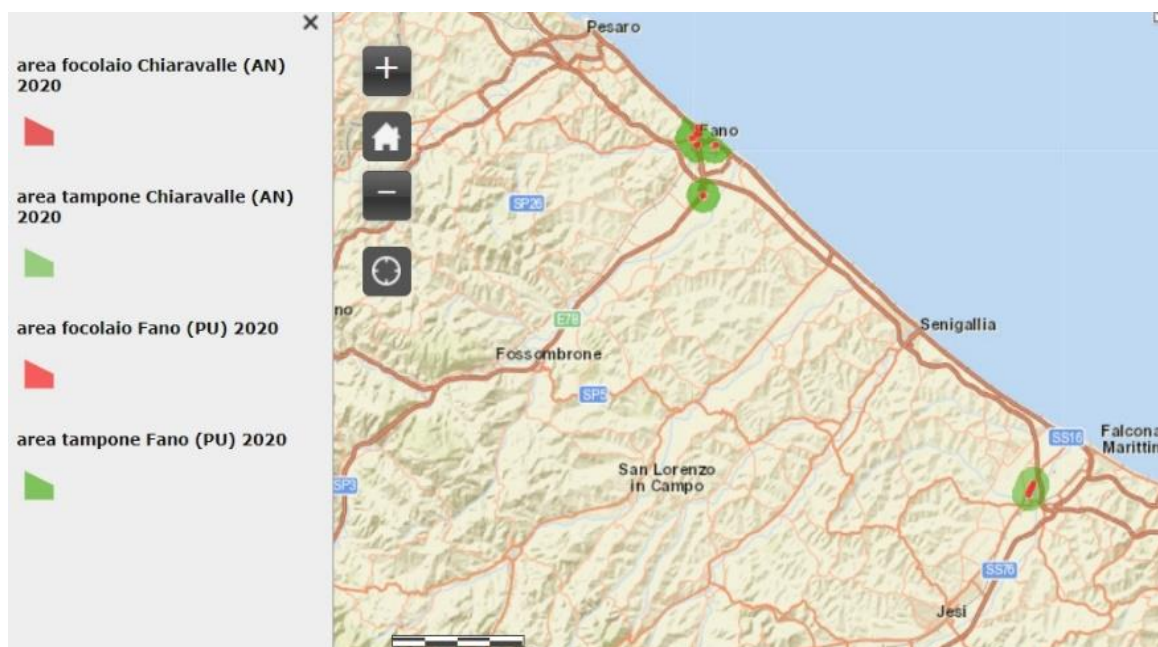 area focolaio Chiaravalle (AN)
2020
area tampone Chiaravalle (AN)
2020
area focolaio Fano (PU) 2020
area tampone Fano (PU) 2020
Pesaro
Fano
SP26
no
E78
Senigallia
Fossombrone
SP5
SS16
Falcona
Marittin
San Lorenzo
in Campo
SP3
SS76
Jesi